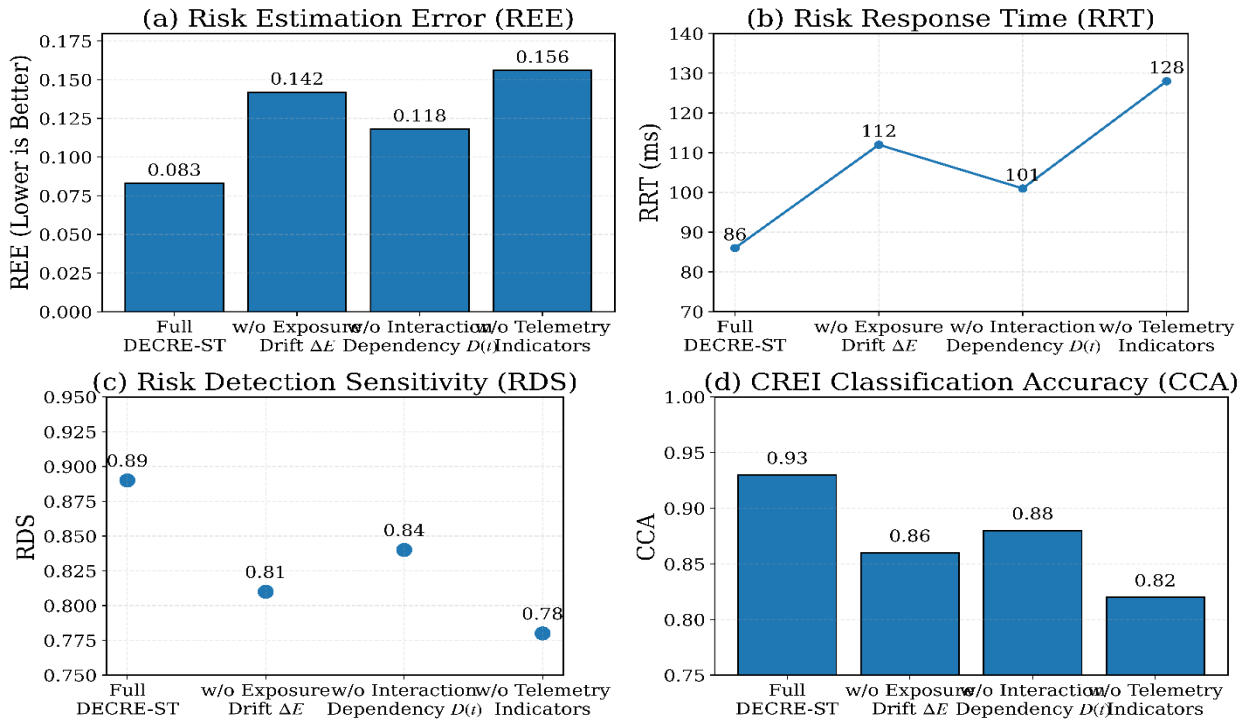 (a) Risk Estimation Error (REE)
REE (Lower is Better)
0.175
0.150
0.125
0.100
0.075
0.050
0.025
0.000
0.083
0.142
0.118
0.156
Full
DECRE-ST
w/o Exposure
Drift ΔE
w/o Interaction
Dependency D(t)
w/o Telemetry
Indicators
(b) Risk Response Time (RRT)
RRT (ms)
140
130
120
110
100
90
80
70
86
112
101
128
Full
DECRE-ST
w/o Exposure
Drift ΔE
w/o Interaction
Dependency D(t)
w/o Telemetry
Indicators
(c) Risk Detection Sensitivity (RDS)
RDS
0.950
0.925
0.900
0.875
0.850
0.825
0.800
0.775
0.750
0.89
0.81
0.84
0.78
Full
DECRE-ST
w/o Exposure
Drift ΔE
w/o Interaction
Dependency D(t)
w/o Telemetry
Indicators
(d) CREI Classification Accuracy (CCA)
CCA
1.00
0.95
0.90
0.85
0.80
0.75
0.93
0.86
0.88
0.82
Full
DECRE-ST
w/o Exposure
Drift ΔE
w/o Interaction
Dependency D(t)
w/o Telemetry
Indicators